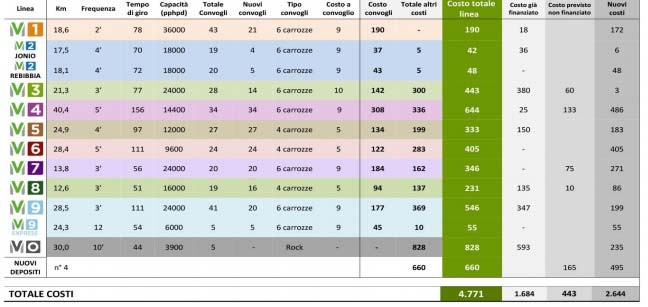 Linea Km Frequenza Tempo di giro Capacità (pphpd) Totale Convogli Nuovi convogli Tipo convogli Costo a convoglio Costo convogli Totale altri costi Costo totale linea Costo già finanziato Costo previsto non finanziato Nuovi costi
M 1 18,6 2’ 78 36000 43 21 6 carrozze 9 190 - 190 18 172
M2 JONIO 17,5 4’ 70 18000 19 4 6 carrozze 9 37 5 42 36 6
M2 REBIBBIA 18,1 4’ 72 18000 20 5 6 carrozze 9 43 5 48 - 48
M 3 21,3 3’ 77 24000 28 14 6 carrozze 10 142 300 443 380 60 3
M 4 40,4 5’ 156 14400 34 34 6 carrozze 9 308 336 644 25 133 486
M 5 24,9 4’ 97 12000 27 27 4 carrozze 5 134 199 333 150 183
M 6 28,4 5’ 111 9600 24 24 4 carrozze 5 122 283 405 - 405
M 7 13,8 3’ 56 24000 20 20 6 carrozze 9 184 162 346 - 75 271
M 8 12,6 3’ 51 16000 19 16 4 carrozze 5 94 137 231 135 10 86
M 9 28,5 3’ 111 24000 41 20 6 carrozze 9 177 369 546 347 199
M9 EXPRESS 24,3 12 54 6000 5 5 6 carrozze 9 45 10 55 - 55
M O 30,0 10’ 44 3900 5 - Rock - 828 828 593 235
NUOVI DEPOSITI n° 4 660 660 165 495
TOTALE COSTI 4.771 1.684 443 2.644